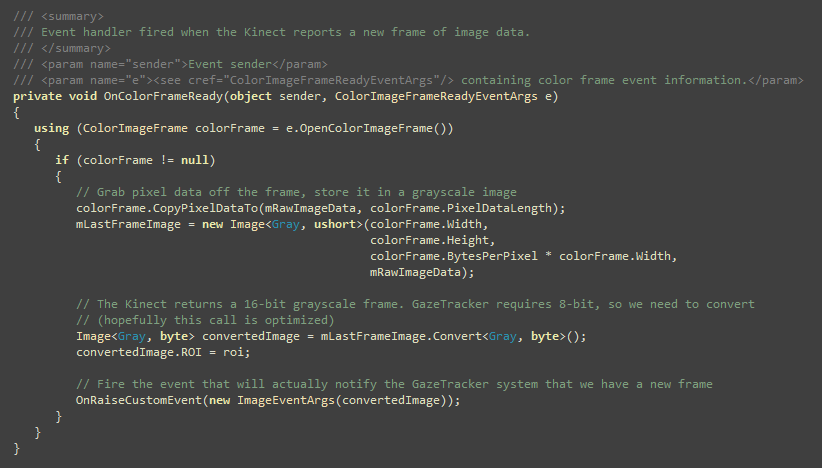 /// <summary>
/// Event handler fired when the Kinect reports a new frame of image data.
/// </summary>
/// <param name="sender">Event sender</param>
/// <param name="e"><see cref="ColorImageFrameReadyEventArgs"/> containing color frame event information.</param>
private void OnColorFrameReady(object sender, ColorImageFrameReadyEventArgs e)
{
   using (ColorImageFrame colorFrame = e.OpenColorImageFrame())
   {
      if (colorFrame != null)
      {
         // Grab pixel data off the frame, store it in a grayscale image
         colorFrame.CopyPixelDataTo(mRawImageData, colorFrame.PixelDataLength);
         mLastFrameImage = new Image<Gray, ushort>(colorFrame.Width,
                                                   colorFrame.Height,
                                                   colorFrame.BytesPerPixel * colorFrame.Width,
                                                   mRawImageData);

         // The Kinect returns a 16-bit grayscale frame. GazeTracker requires 8-bit, so we need to convert
         // (hopefully this call is optimized)
         Image<Gray, byte> convertedImage = mLastFrameImage.Convert<Gray, byte>();
         convertedImage.ROI = roi;

         // Fire the event that will actually notify the GazeTracker system that we have a new frame
         OnRaiseCustomEvent(new ImageEventArgs(convertedImage));
      }
   }
}